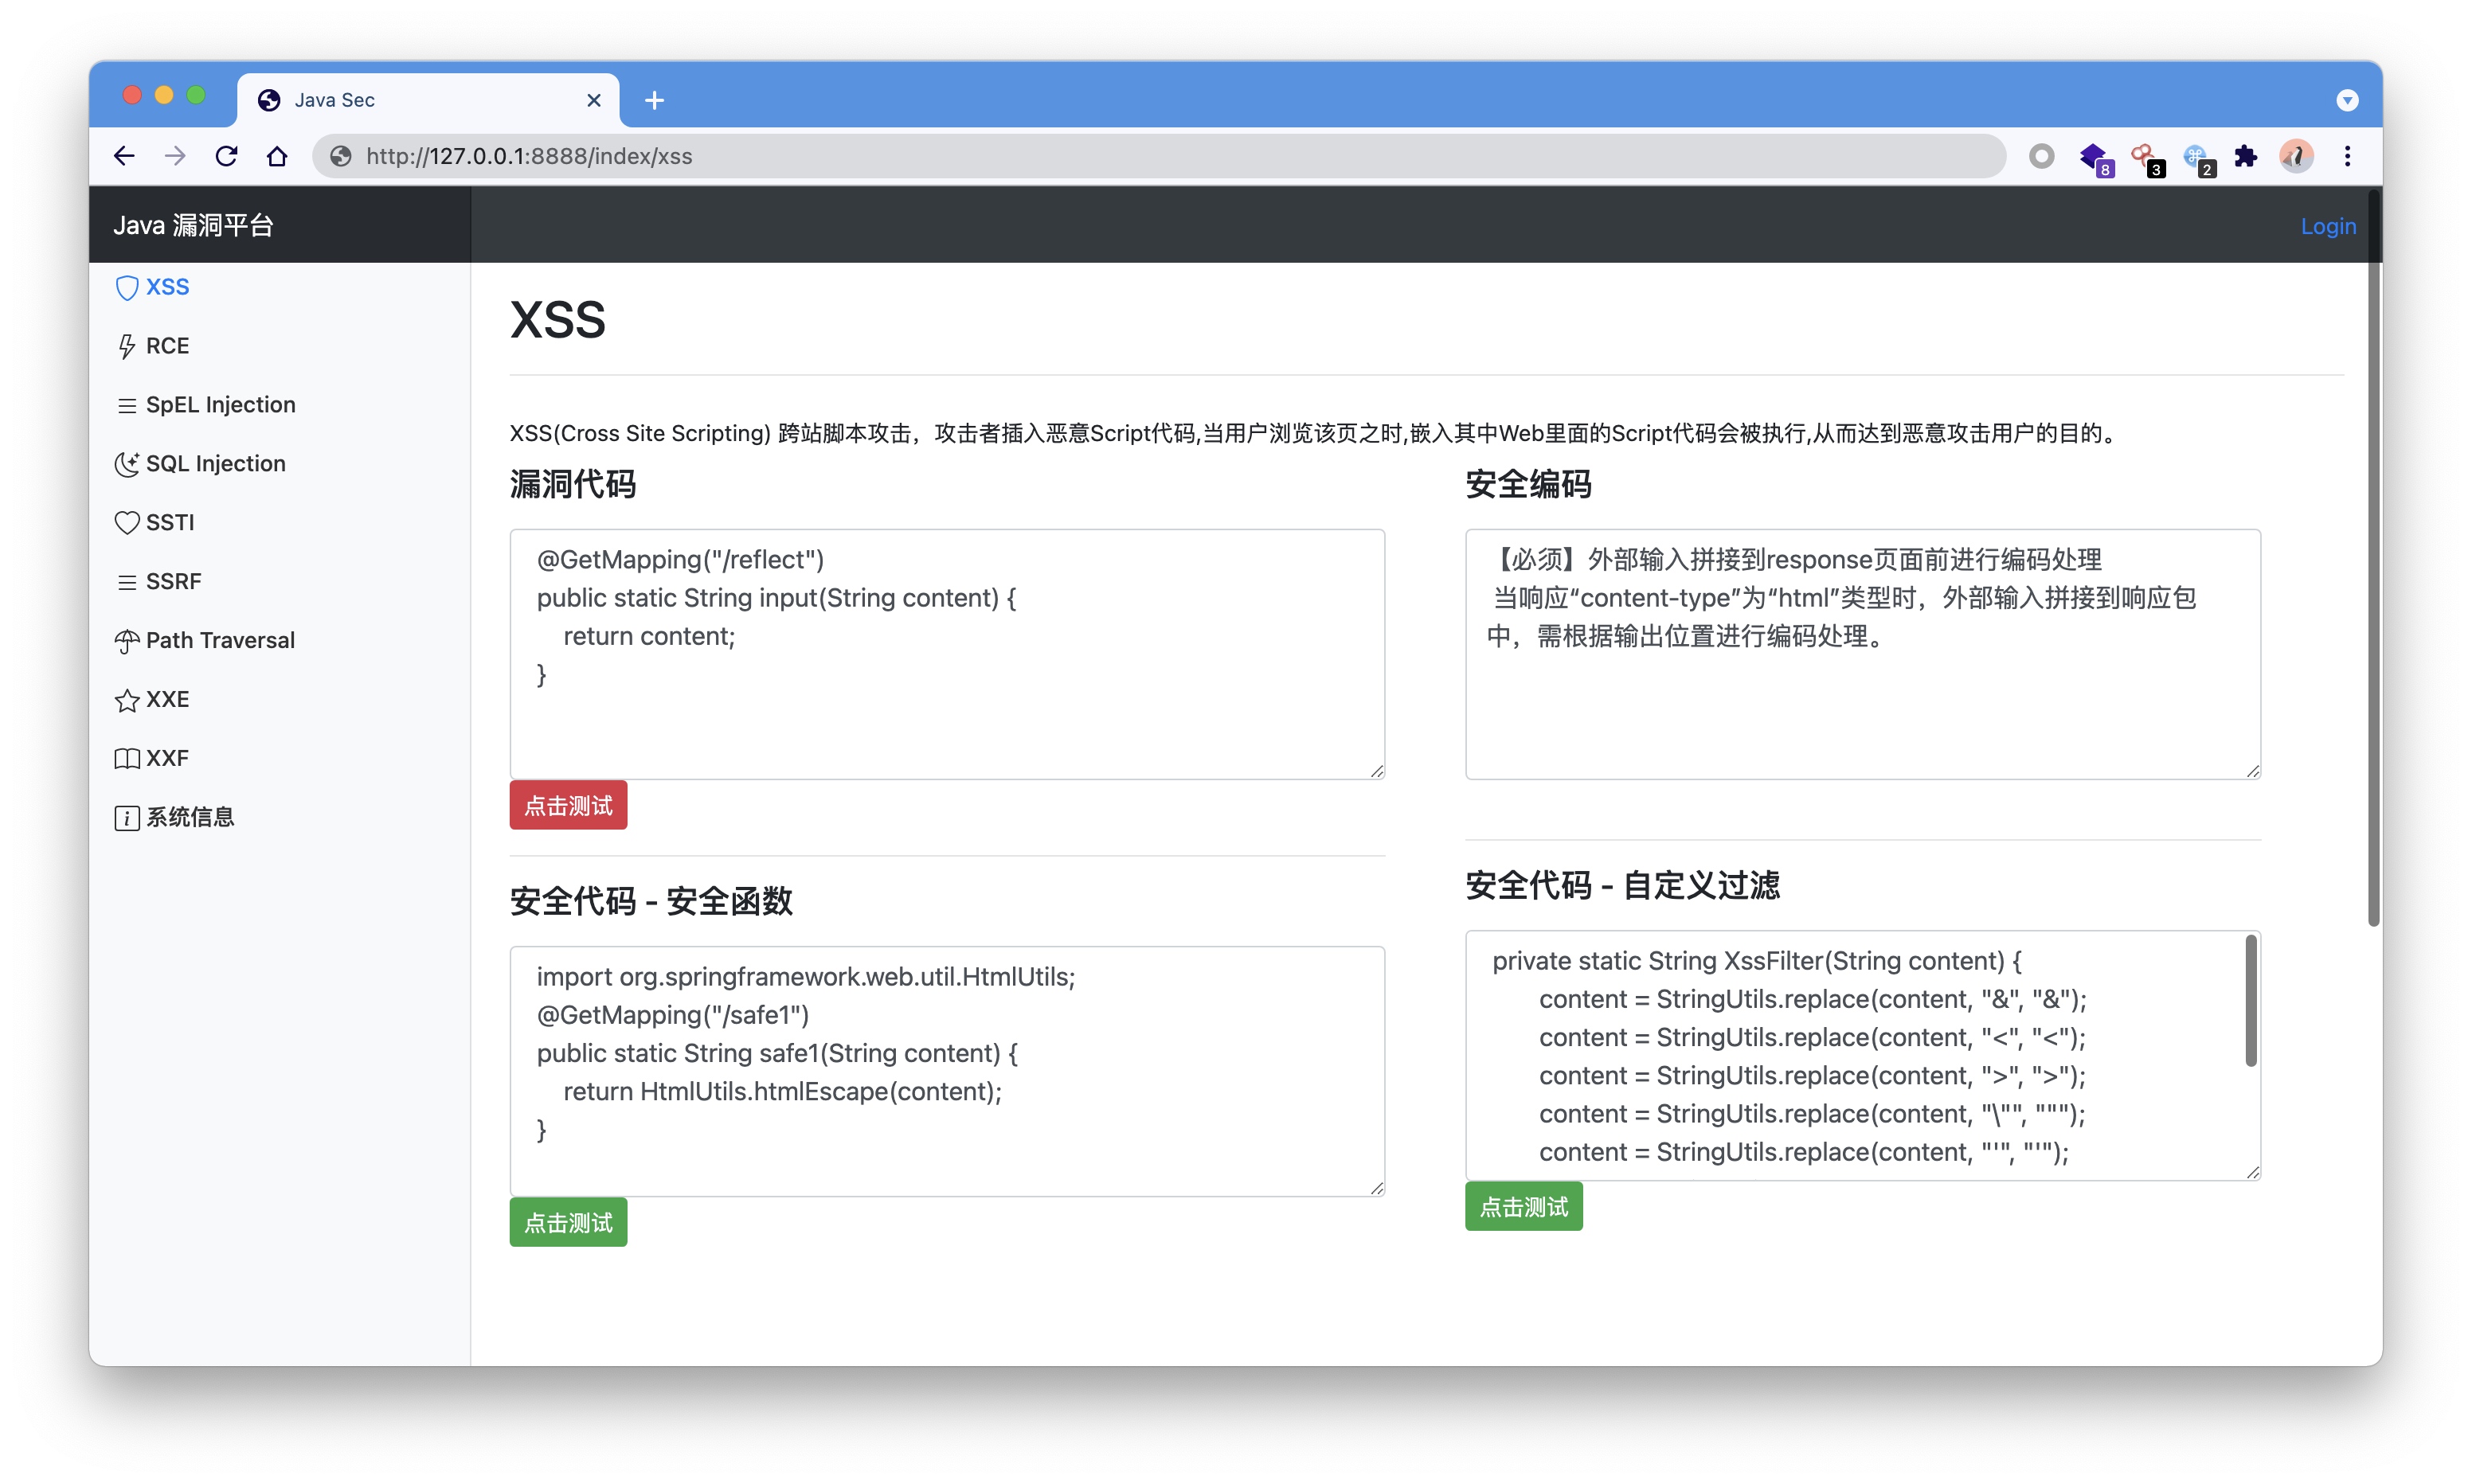 Java Sec
http://127.0.0.1:8888/index/xss
8
3
2
Java 漏洞平台
Login
XSS
RCE
SpEL Injection
SQL Injection
SSTI
SSRF
Path Traversal
XXE
XXF
系统信息
XSS
XSS(Cross Site Scripting) 跨站脚本攻击，攻击者插入恶意Script代码,当用户浏览该页之时,嵌入其中Web里面的Script代码会被执行,从而达到恶意攻击用户的目的。
漏洞代码
@GetMapping("/reflect")
public static String input(String content) {
return content;
}
点击测试
安全编码
【必须】外部输入拼接到response页面前进行编码处理
当响应“content-type”为“html”类型时，外部输入拼接到响应包
中，需根据输出位置进行编码处理。
安全代码 - 安全函数
import org.springframework.web.util.HtmlUtils;
@GetMapping("/safe1")
public static String safe1(String content) {
return HtmlUtils.htmlEscape(content);
}
点击测试
安全代码 - 自定义过滤
private static String XssFilter(String content) {
content = StringUtils.replace(content, "&", "&");
content = StringUtils.replace(content, "<", "<");
content = StringUtils.replace(content, ">", ">");
content = StringUtils.replace(content, "\"", """);
content = StringUtils.replace(content, "'", "'");
点击测试